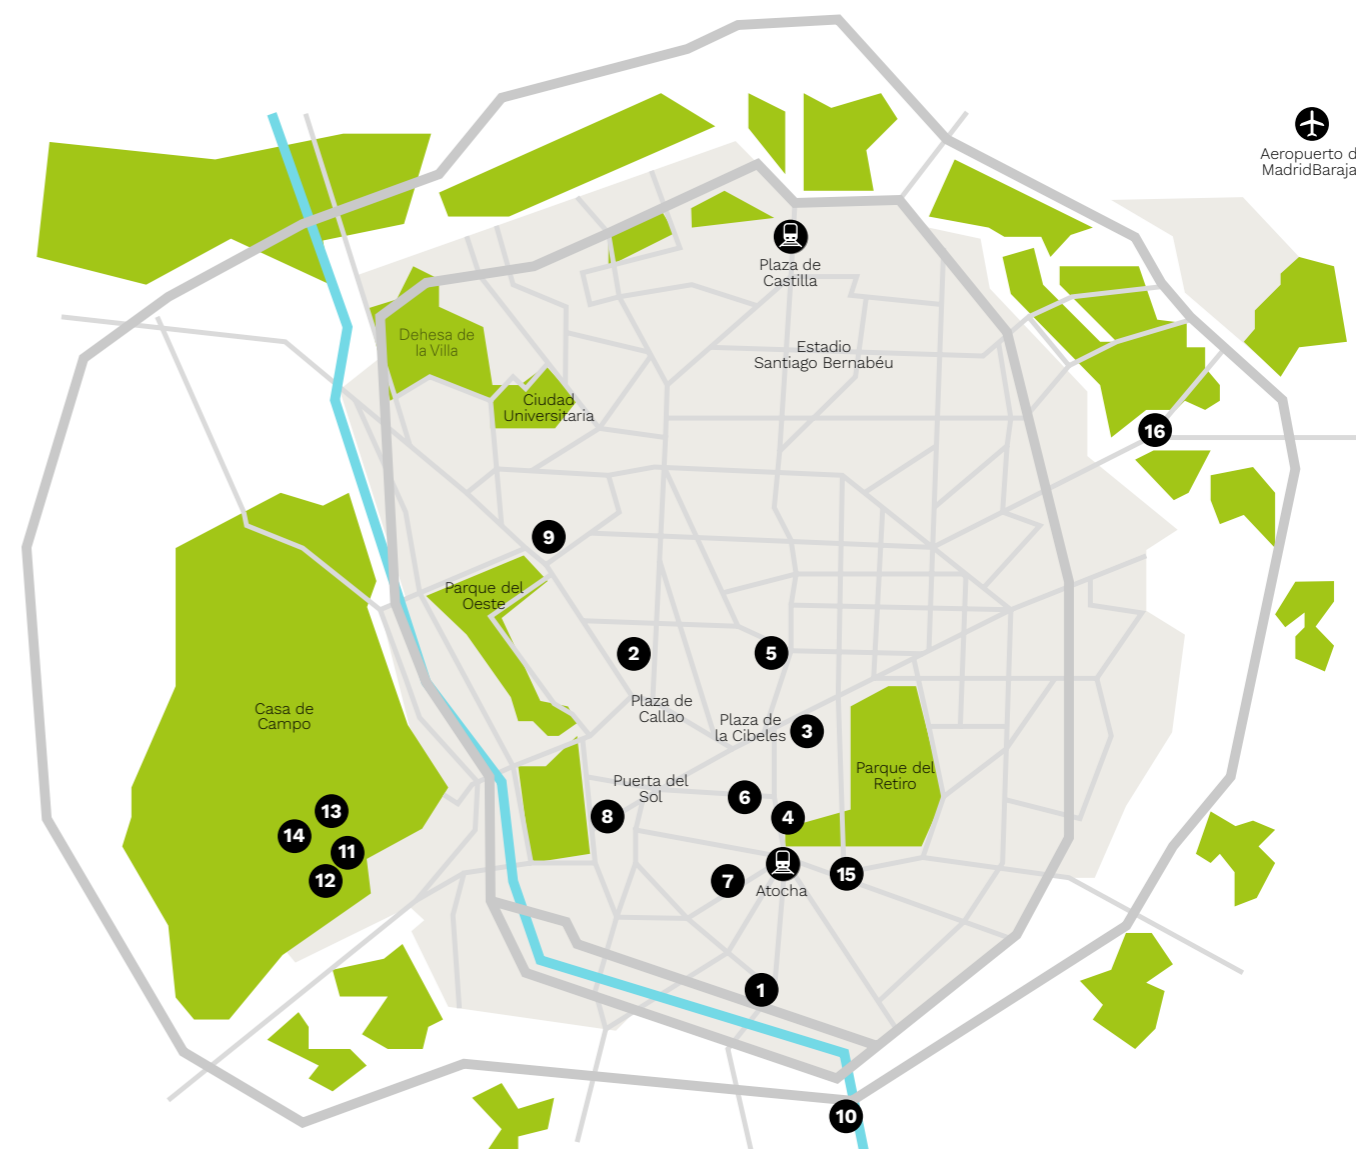 Aeropuerto d
MadridBaraja
Plaza de
Castilla
Dehesa de
la Villa
Estadio
Santiago Bernabéu
Ciudad
Universitaria
16
9
Parque del
Oeste
2
5
Plaza de
Callao
Casa de
Campo
Plaza de
la Cibeles
3
Parque del
Retiro
Puerta del
Sol
6
13
8
4
14
11
12
7
Atocha
15
1
10